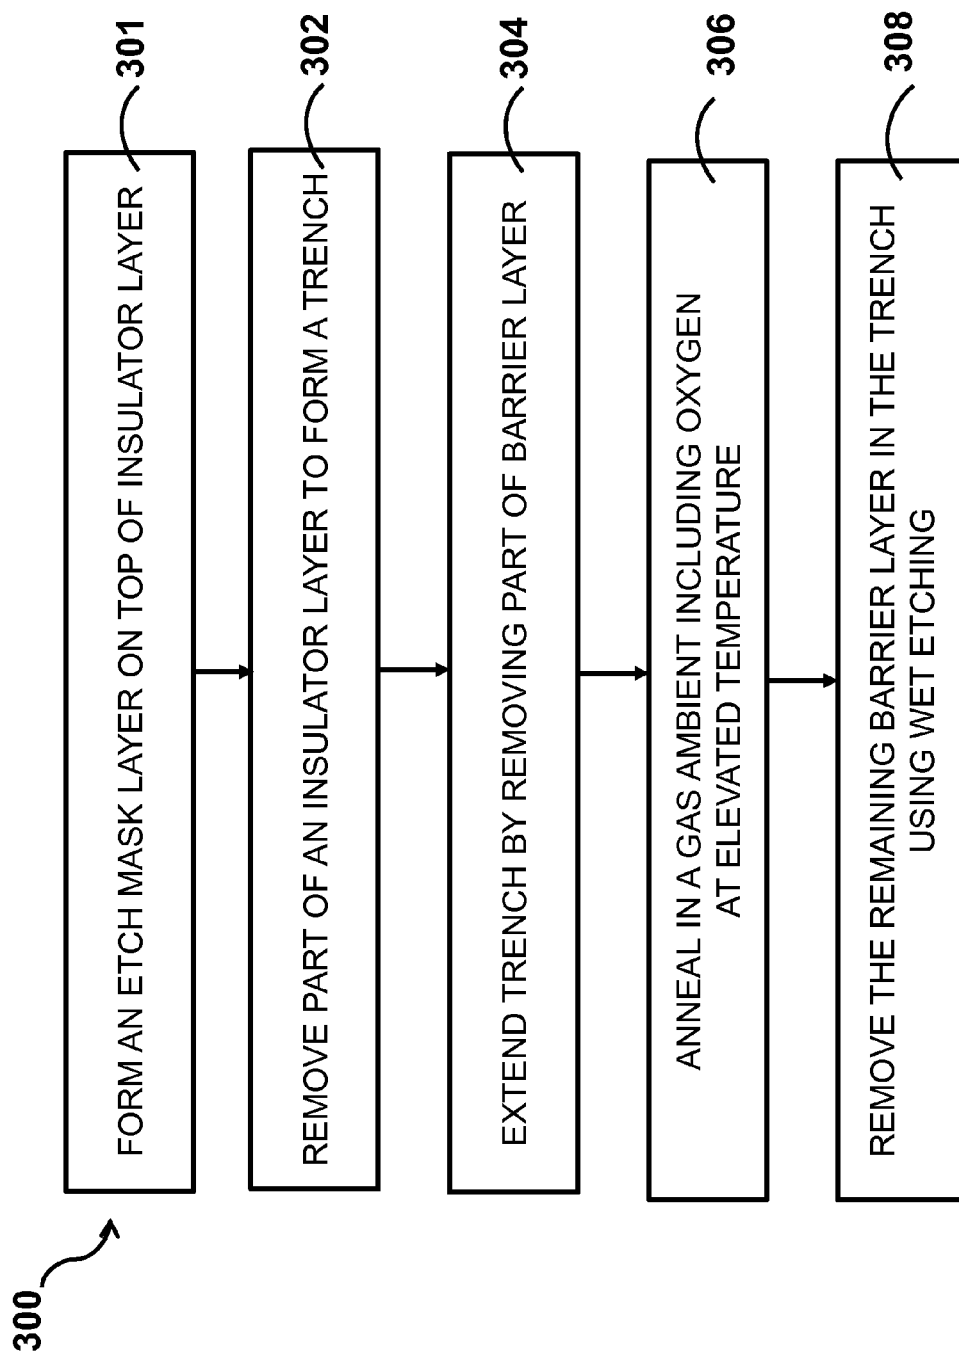 300
301
FORM AN ETCH MASK LAYER ON TOP OF INSULATOR LAYER
302
REMOVE PART OF AN INSULATOR LAYER TO FORM A TRENCH
304
EXTEND TRENCH BY REMOVING PART OF BARRIER LAYER
306
ANNEAL IN A GAS AMBIENT INCLUDING OXYGEN
AT ELEVATED TEMPERATURE
308
REMOVE THE REMAINING BARRIER LAYER IN THE TRENCH
USING WET ETCHING